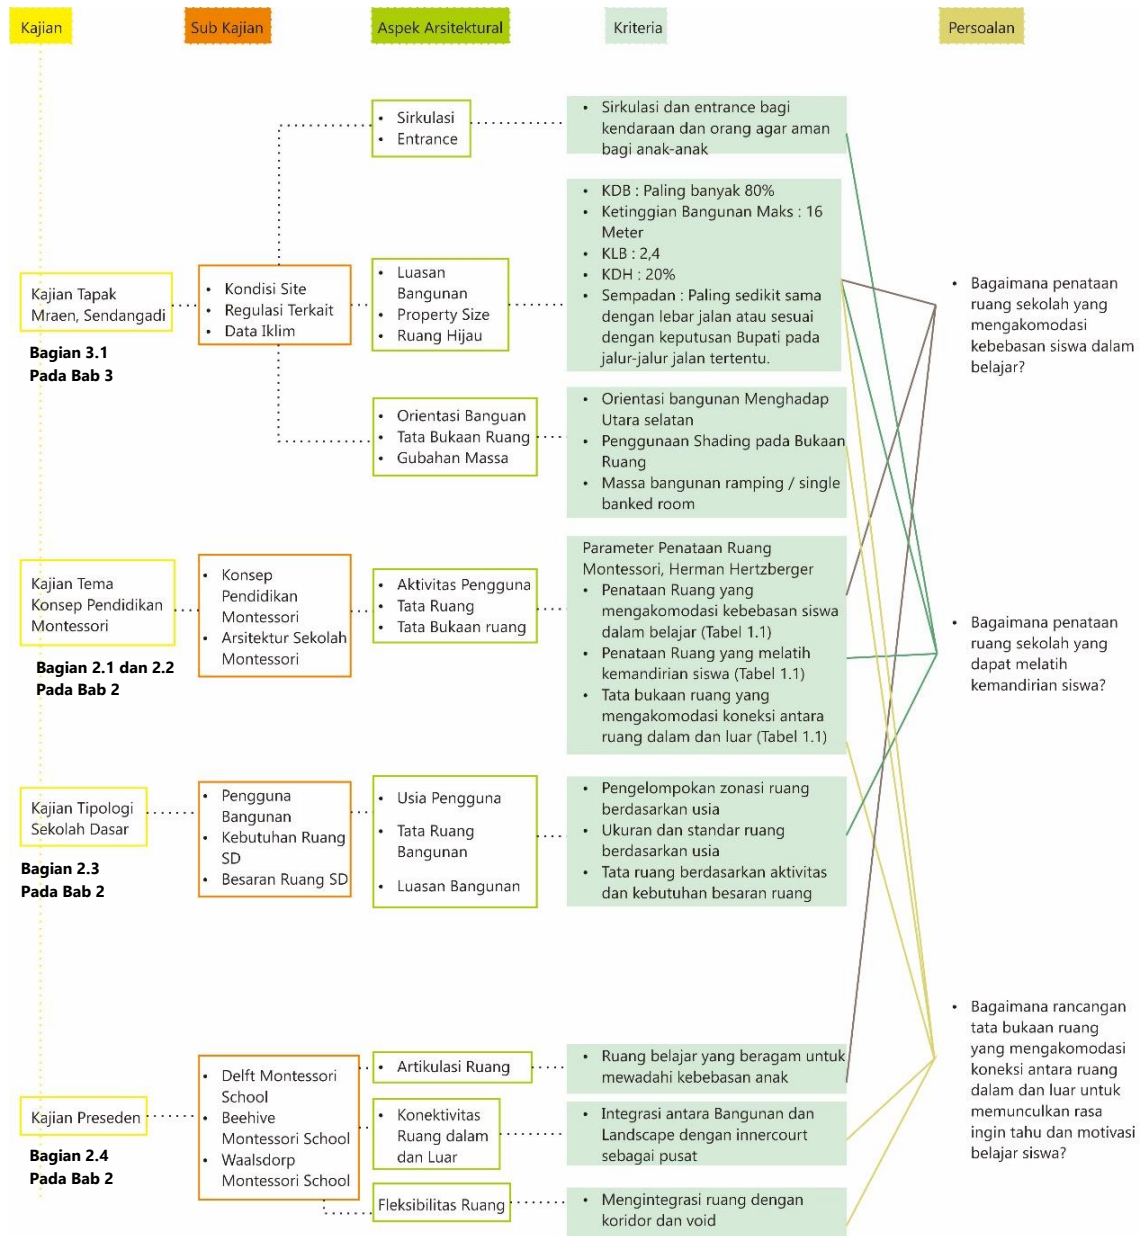 Kajian
Sub Kajian
Aspek Arsitektural
Kriteria
Persoalan
• Sirkulasi
• Entrance
• Sirkulasi dan entrance bagi
kendaraan dan orang agar aman
bagi anak-anak
Kajian Tapak
Mraen, Sendangadi
Bagian 3.1
Pada Bab 3
• Kondisi Site
• Regulasi Terkait
• Data Iklim
• Luasan
Bangunan
• Property Size
• Ruang Hijau
• KDB : Paling banyak 80%
• Ketinggian Bangunan Maks : 16
Meter
• KLB : 2,4
• KDH : 20%
• Sempadan : Paling sedikit sama
dengan lebar jalan atau sesuai
dengan keputusan Bupati pada
jalur-jalur jalan tertentu.
• Bagaimana penataan
ruang sekolah yang
mengakomodasi
kebebasan siswa dalam
belajar?
• Orientasi Banguan
• Tata Bukaan Ruang
• Gubahan Massa
• Orientasi bangunan Menghadap
Utara selatan
• Penggunaan Shading pada Bukaan
Ruang
• Massa bangunan ramping / single
banked room
Kajian Tema
Konsep Pendidikan
Montessori
Bagian 2.1 dan 2.2
Pada Bab 2
• Konsep
Pendidikan
Montessori
• Arsitektur Sekolah
Montessori
• Aktivitas Pengguna
• Tata Ruang
• Tata Bukaan ruang
Parameter Penataan Ruang
Montessori, Herman Hertzberger
• Penataan Ruang yang
mengakomodasi kebebasan siswa
dalam belajar (Tabel 1.1)
• Penataan Ruang yang melatih
kemandirian siswa (Tabel 1.1)
• Tata bukaan ruang yang
mengakomodasi koneksi antara
ruang dalam dan luar (Tabel 1.1)
• Bagaimana penataan
ruang sekolah yang
dapat melatih
kemandirian siswa?
Kajian Tipologi
Sekolah Dasar
Bagian 2.3
Pada Bab 2
• Pengguna
Bangunan
• Kebutuhan Ruang
SD
• Besaran Ruang SD
• Usia Pengguna
• Tata Ruang
Bangunan
• Luasan Bangunan
• Pengelompokan zonasi ruang
berdasarkan usia
• Ukuran dan standar ruang
berdasarkan usia
• Tata ruang berdasarkan aktivitas
dan kebutuhan besaran ruang
Kajian Preseden
Bagian 2.4
Pada Bab 2
• Delft Montessori
School
• Beehive
Montessori School
• Waalsdorp
Montessori School
• Artikulasi Ruang
• Ruang belajar yang beragam untuk
mewadahi kebebasan anak
• Konektivitas
Ruang dalam
dan Luar
• Integrasi antara Bangunan dan
Landscape dengan innercourt
sebagai pusat
Fleksibilitas Ruang
• Mengintegrasi ruang dengan
koridor dan void
• Bagaimana rancangan
tata bukaan ruang
yang mengakomodasi
koneksi antara ruang
dalam dan luar untuk
memunculkan rasa
ingin tahu dan motivasi
belajar siswa?